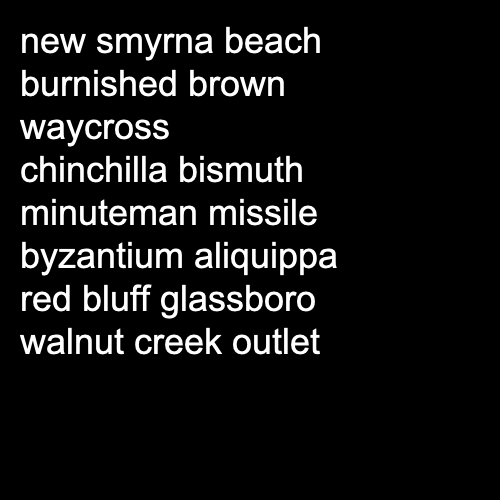 new smyrna beach
burnished brown
waycross
chinchilla bismuth
minuteman missile
byzantium aliquippa
red bluff glassboro
walnut creek outlet